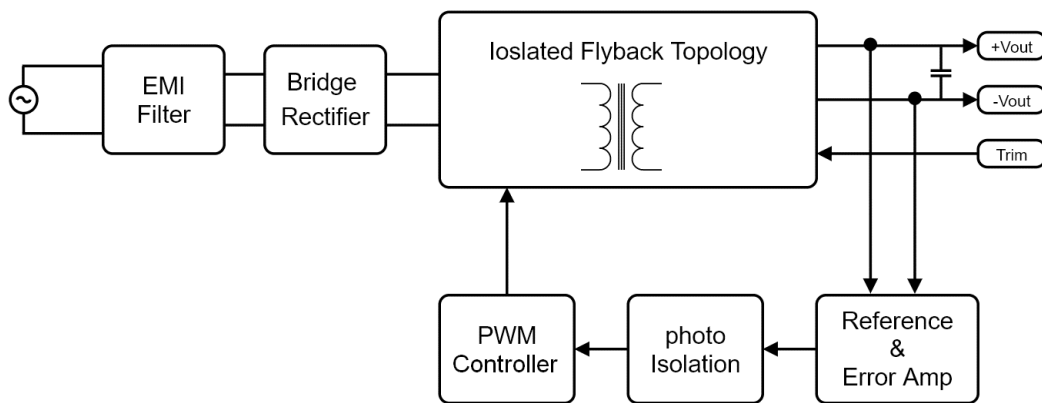 Ioslated Flyback Topology
+Vout
EMI
Filter
Bridge
Rectifier
-Vout
Trim
PWM
Controller
photo
Isolation
Reference
&
Error Amp